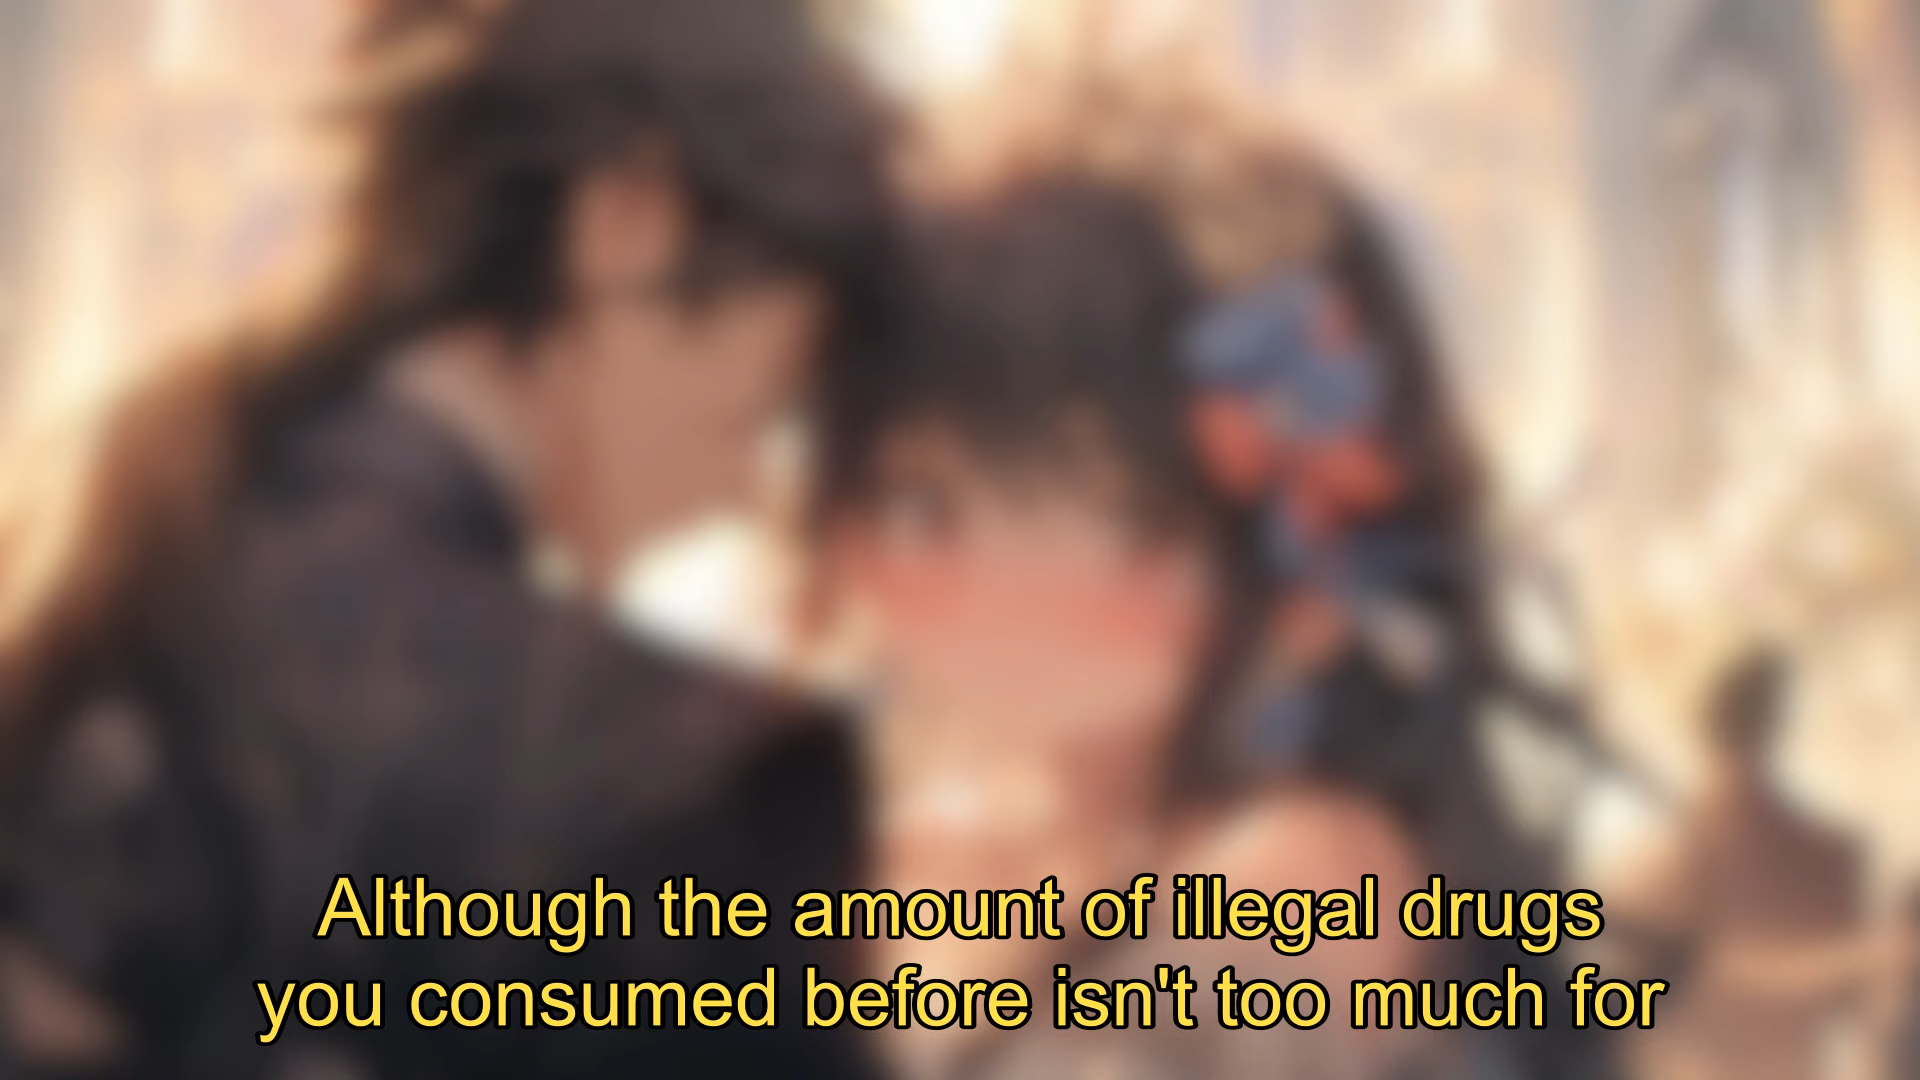 Although the amount of illegal drugs
you consumed before isn't too much for